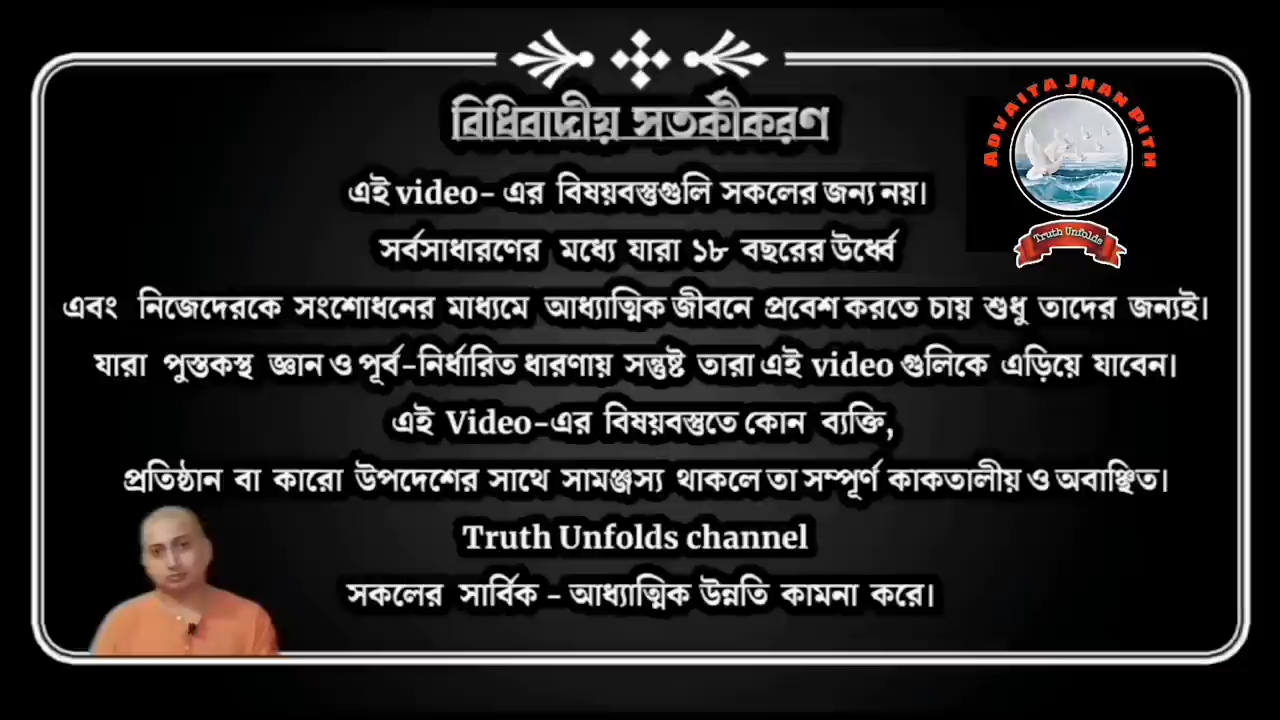 বিধিবাদীয় সতর্কীকরণ
ADVAITA JNAN PITH
Truth Unfolds
এই video- এর বিষয়বস্তুগুলি সকলের জন্য নয়।
সর্বসাধারণের মধ্যে যারা ১৮ বছরের উর্ধ্বে
এবং নিজেদেরকে সংশোধনের মাধ্যমে আধ্যাত্মিক জীবনে প্রবেশ করতে চায় শুধু তাদের জন্যই।
যারা পুস্তকস্থ জ্ঞান ও পূর্ব-নির্ধারিত ধারণায় সন্তুষ্ট তারা এই video গুলিকে এড়িয়ে যাবেন।
এই Video-এর বিষয়বস্তুতে কোন ব্যক্তি,
প্রতিষ্ঠান বা কারো উপদেশের সাথে সামঞ্জস্য থাকলে তা সম্পূর্ণ কাকতালীয় ও অবাঞ্ছিত।
Truth Unfolds channel
সকলের সার্বিক - আধ্যাত্মিক উন্নতি কামনা করে।